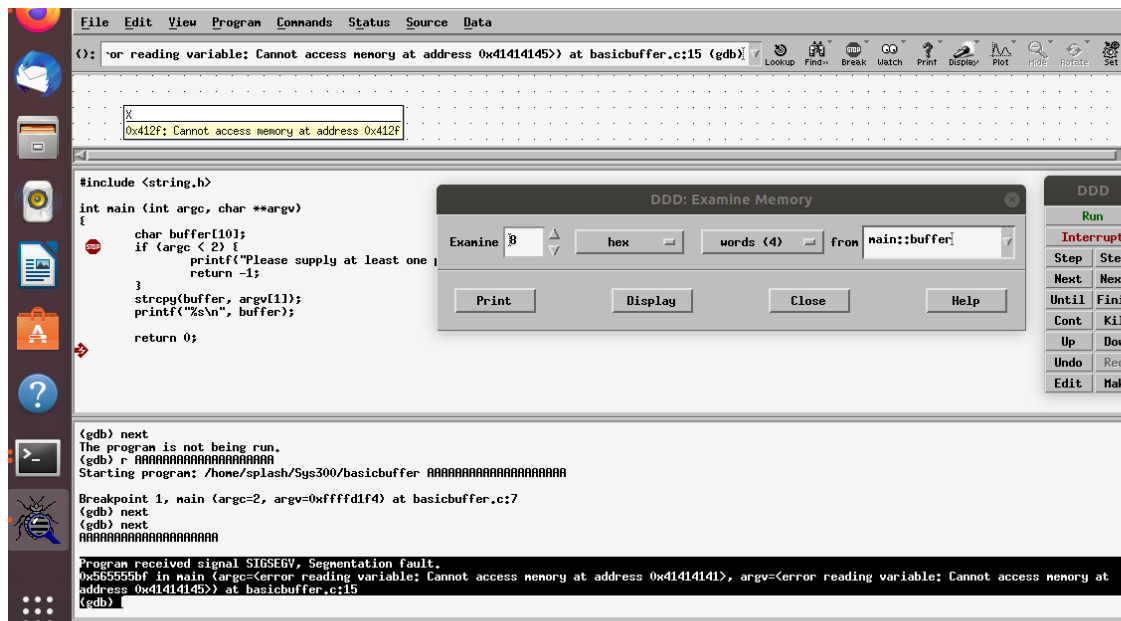 File Edit View Program Commands Status Source Data
(): ror reading variable: Cannot access memory at address 0x41414145>) at basicbuffer.c:15 (gdb)
Lookup Find>> Break Watch Print Display Plot Hide Rotate Set
X
0x412f: Cannot access memory at address 0x412f
#include <string.h>
int main (int argc, char **argv)
{
char buffer[10];
STOP if (argc < 2) {
printf("Please supply at least one
return -1;
}
strcpy(buffer, argv[1]);
printf("%s\n", buffer);
return 0;
DDD: Examine Memory
Examine 8 hex words (4) from main::buffer
Print Display Close Help
DDD
Run
Interrupt
Step Ste
Next Nex
Until Fini
Cont Kil
Up Dow
Undo Red
Edit Mak
(gdb) next
The program is not being run.
(gdb) r AAAAAAAAAAAAAAAAAAAA
Starting program: /home/splash/Sys300/basicbuffer AAAAAAAAAAAAAAAAAAAA
Breakpoint 1, main (argc=2, argv=0xffffd1f4) at basicbuffer.c:7
(gdb) next
(gdb) next
AAAAAAAAAAAAAAAAAAAA
Program received signal SIGSEGV, Segmentation fault.
0x565555bf in main (argc=<error reading variable: Cannot access memory at address 0x41414141>, argv=<error reading variable: Cannot access memory at
address 0x41414145>) at basicbuffer.c:15
(gdb)